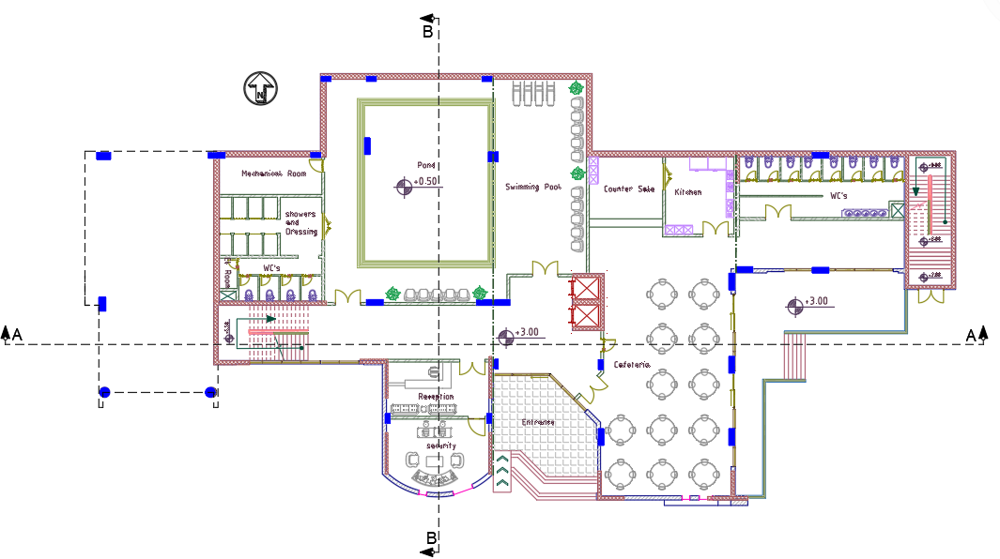 B
N
Mechanical Room
Pond
+0.50
Swimming Pool
Counter Sale
Kitchen
WC's
showers
and
Dressing
WC's
Room
+3.00
+3.00
A
A
Cafeteria
Reception
Entrance
security
B